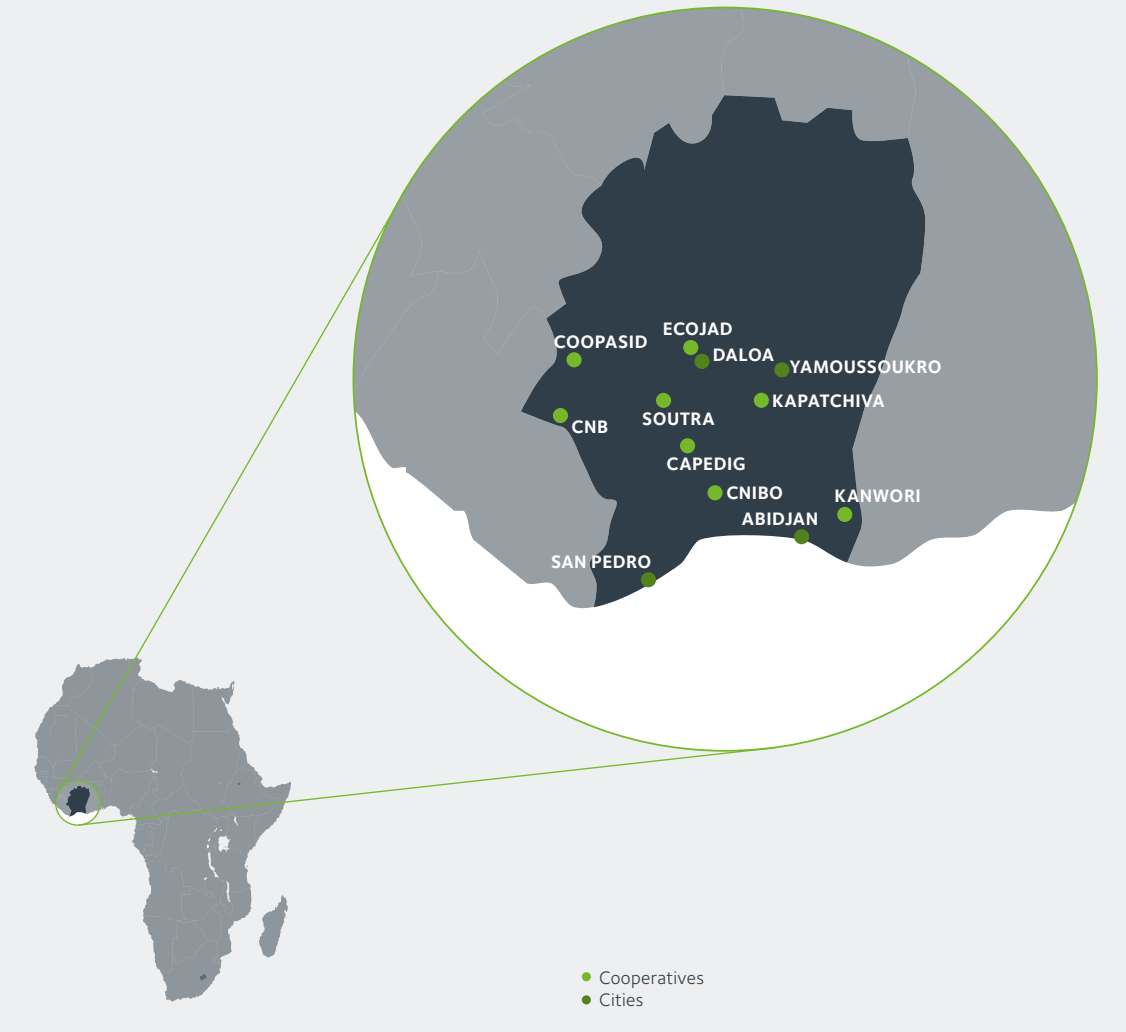 ECOJAD
COOPASID
DALOA
YAMOUSSOUKRO
KAPATCHIVA
SOUTRA
CNB
CAPEDIG
CNIBO
KANWORI
ABIDJAN
SAN PEDRO
Cooperatives
Cities